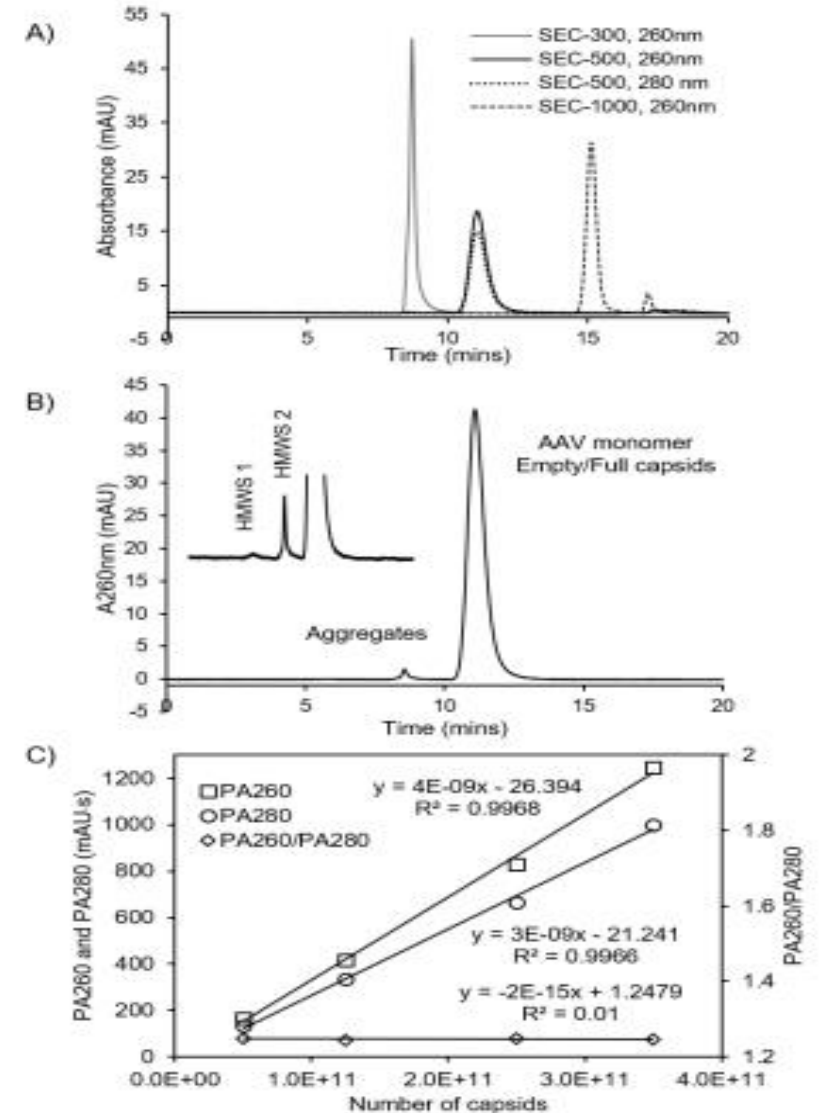 A)
55
45
35
25
15
5
-5
Absorbance (mAU)
SEC-300, 260nm
SEC-500, 260nm
SEC-500, 280 nm
SEC-1000, 260nm
0 5 10 15 20
Time (mins)
B)
45
40
35
30
25
20
15
10
5
0
-5
A260nm (mAU)
HMWS 1
HMWS 2
AAV monomer
Empty/Full capsids
Aggregates
0 5 10 15 20
Time (mins)
C)
1200
1000
800
600
400
200
0
PA260 and PA280 (mAU·s)
PA260
PA280
PA260/PA280
y = 4E-09x - 26.394
R² = 0.9968
y = 3E-09x - 21.241
R² = 0.9966
y = -2E-15x + 1.2479
R² = 0.01
2
1.8
1.6
1.4
1.2
PA260/PA280
0.0E+00 1.0E+11 2.0E+11 3.0E+11 4.0E+11
Number of capsids